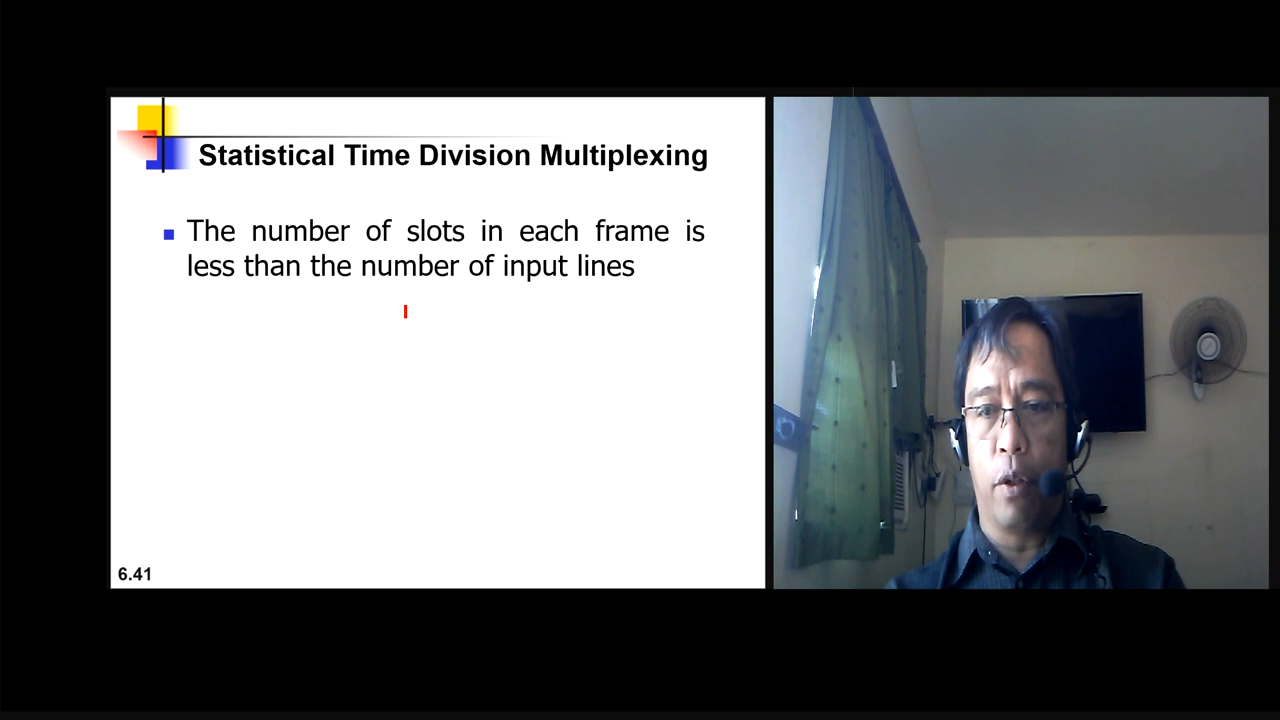 Statistical Time Division Multiplexing
The number of slots in each frame is
less than the number of input lines
6.41